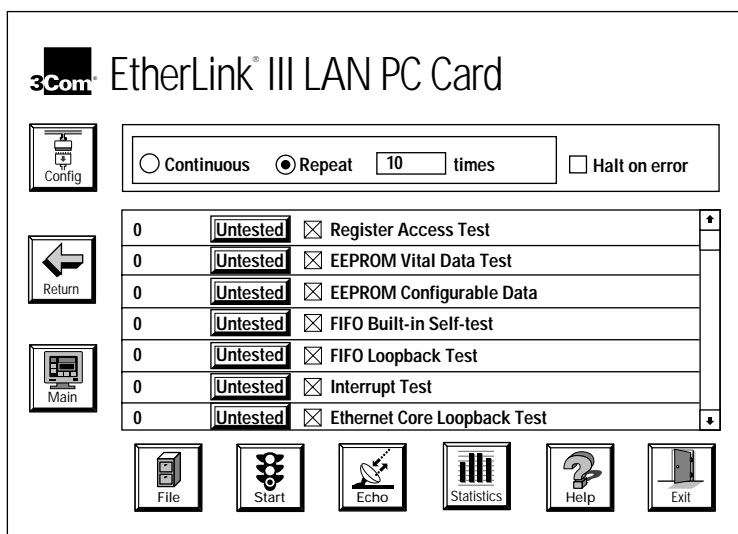 3Com® EtherLink® III LAN PC Card
Config
Continuous Repeat 10 times Halt on error
0 Untested Register Access Test
0 Untested EEPROM Vital Data Test
0 Untested EEPROM Configurable Data
0 Untested FIFO Built-in Self-test
0 Untested FIFO Loopback Test
0 Untested Interrupt Test
0 Untested Ethernet Core Loopback Test
Return
Main
File Start Echo Statistics Help Exit